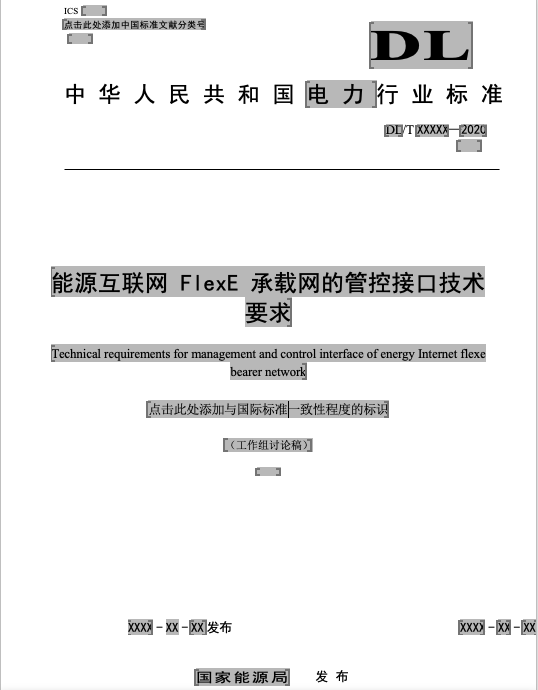 ICS
点击此处添加中国标准文献分类号
DL
中华人民共和国电力行业标准
DL/T XXXXX—2020
能源互联网 FlexE 承载网的管控接口技术
要求
Technical requirements for management and control interface of energy Internet flexe
bearer network
点击此处添加与国际标准一致性程度的标识
（工作组讨论稿）
XXXX - XX - XX发布
XXXX - XX - XX
国家能源局 发布